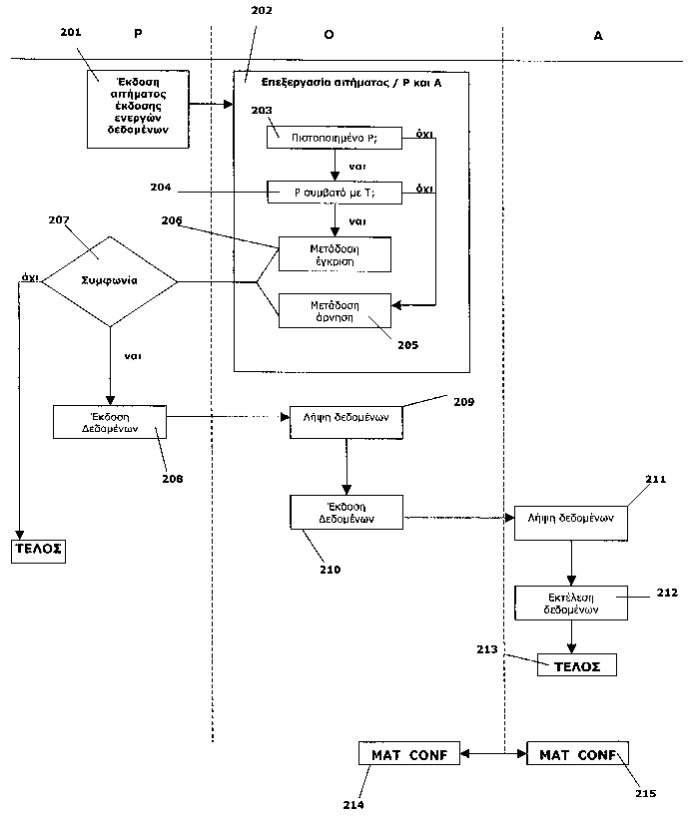 P O A
201
202
Έκδοση
αιτήματος
έκδοσης
ενεργών
δεδομένων
Επεξεργασία αιτήματος / P και A
203
Πιστοποιημένο P;
όχι
ναι
204
P συμβατό με T;
όχι
ναι
206
Μετάδοση
έγκριση
207
Συμφωνία
όχι
Μετάδοση
άρνηση
205
ναι
Έκδοση
Δεδομένων
208
Λήψη δεδομένων
209
Έκδοση
Δεδομένων
210
Λήψη δεδομένων
211
ΤΕΛΟΣ
Εκτέλεση
δεδομένων
212
213
ΤΕΛΟΣ
MAT CONF
MAT CONF
214
215